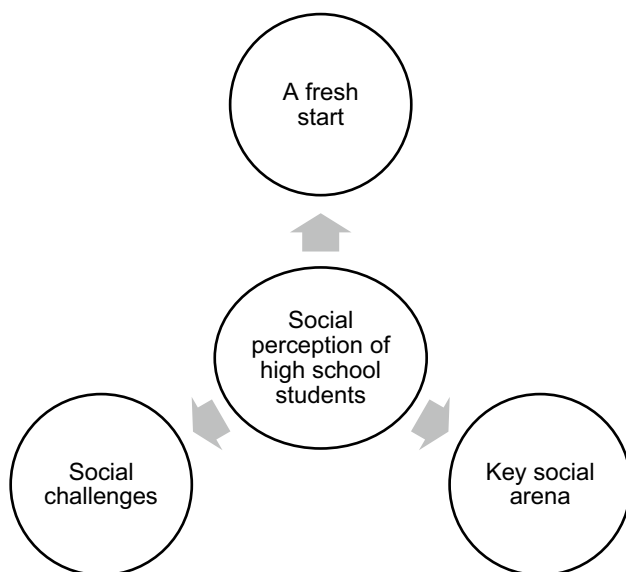 A fresh
start
Social
perception of
high school
students
Social
challenges
Key social
arena